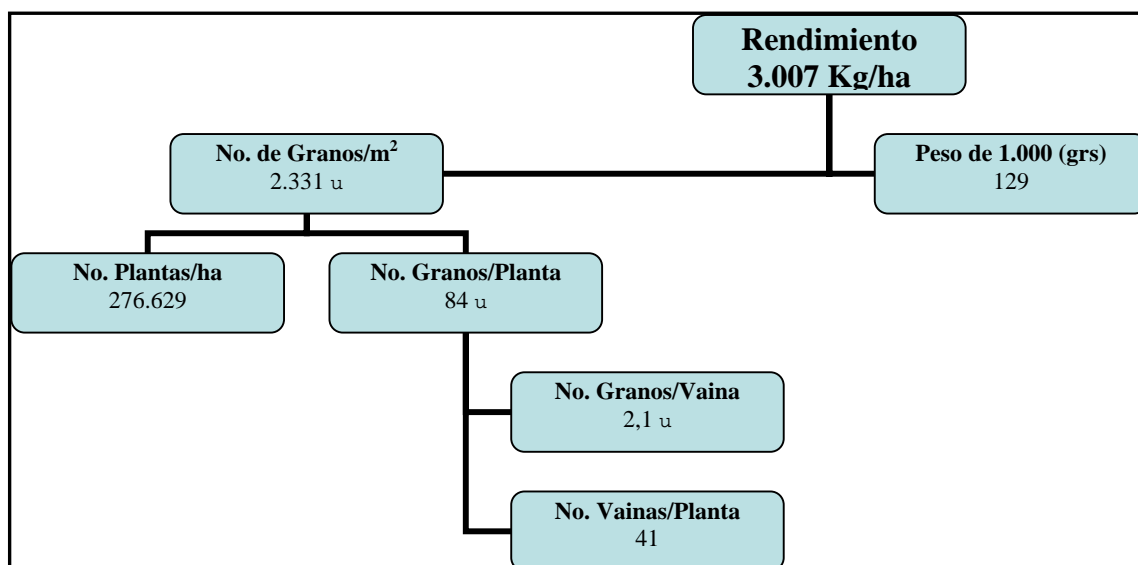 Rendimiento
3.007 Kg/ha
No. de Granos/m²
2.331 u
Peso de 1.000 (grs)
129
No. Plantas/ha
276.629
No. Granos/Planta
84 u
No. Granos/Vaina
2,1 u
No. Vainas/Planta
41